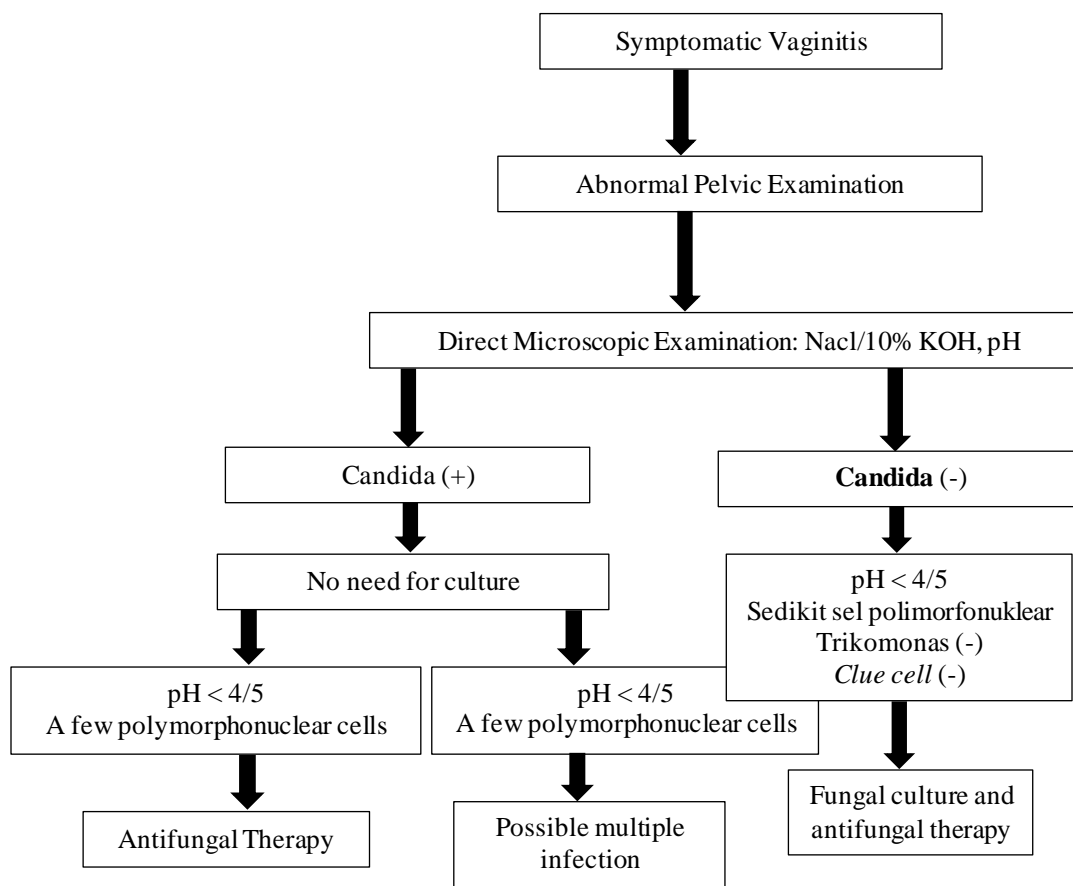 Symptomatic Vaginitis
Abnormal Pelvic Examination
Direct Microscopic Examination: Nacl/10% KOH, pH
Candida (+)
Candida (-)
No need for culture
pH < 4/5
Sedikit sel polimorfonuklear
Trikomonas (-)
Clue cell (-)
pH < 4/5
A few polymorphonuclear cells
pH < 4/5
A few polymorphonuclear cells
Antifungal Therapy
Possible multiple
infection
Fungal culture and
antifungal therapy